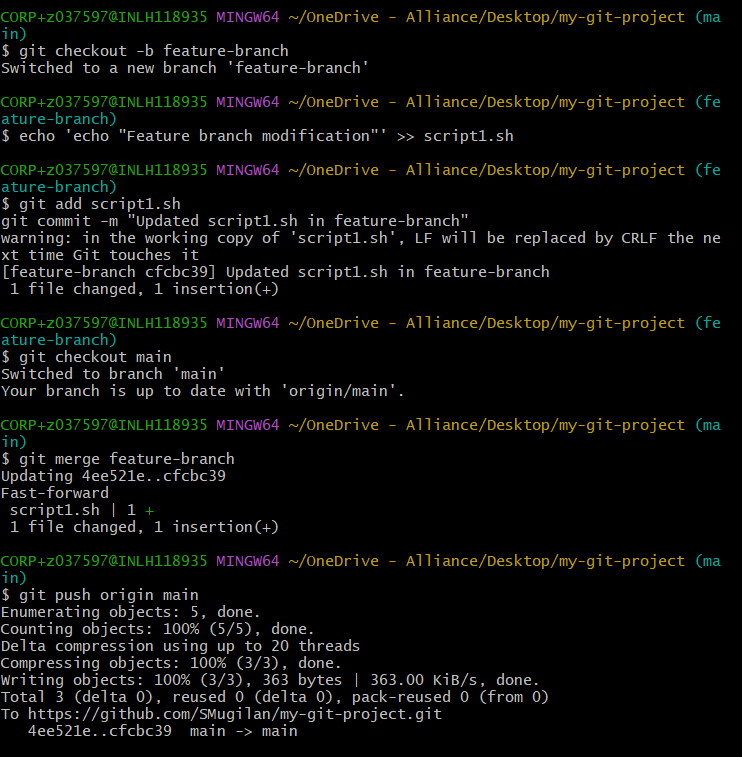 CORP+z037597@INLH118935 MINGW64 ~/OneDrive - Alliance/Desktop/my-git-project (ma
in)
$ git checkout -b feature-branch
Switched to a new branch 'feature-branch'
CORP+z037597@INLH118935 MINGW64 ~/OneDrive - Alliance/Desktop/my-git-project (fe
ature-branch)
$ echo 'echo "Feature branch modification"' >> script1.sh
CORP+z037597@INLH118935 MINGW64 ~/OneDrive - Alliance/Desktop/my-git-project (fe
ature-branch)
$ git add script1.sh
git commit -m "Updated script1.sh in feature-branch"
warning: in the working copy of 'script1.sh', LF will be replaced by CRLF the ne
xt time Git touches it
[feature-branch cfcbc39] Updated script1.sh in feature-branch
 1 file changed, 1 insertion(+)
CORP+z037597@INLH118935 MINGW64 ~/OneDrive - Alliance/Desktop/my-git-project (fe
ature-branch)
$ git checkout main
Switched to branch 'main'
Your branch is up to date with 'origin/main'.
CORP+z037597@INLH118935 MINGW64 ~/OneDrive - Alliance/Desktop/my-git-project (ma
in)
$ git merge feature-branch
Updating 4ee521e..cfcbc39
Fast-forward
 script1.sh | 1 +
 1 file changed, 1 insertion(+)
CORP+z037597@INLH118935 MINGW64 ~/OneDrive - Alliance/Desktop/my-git-project (ma
in)
$ git push origin main
Enumerating objects: 5, done.
Counting objects: 100% (5/5), done.
Delta compression using up to 20 threads
Compressing objects: 100% (3/3), done.
Writing objects: 100% (3/3), 363 bytes | 363.00 KiB/s, done.
Total 3 (delta 0), reused 0 (delta 0), pack-reused 0 (from 0)
To https://github.com/SMugilan/my-git-project.git
   4ee521e..cfcbc39  main -> main